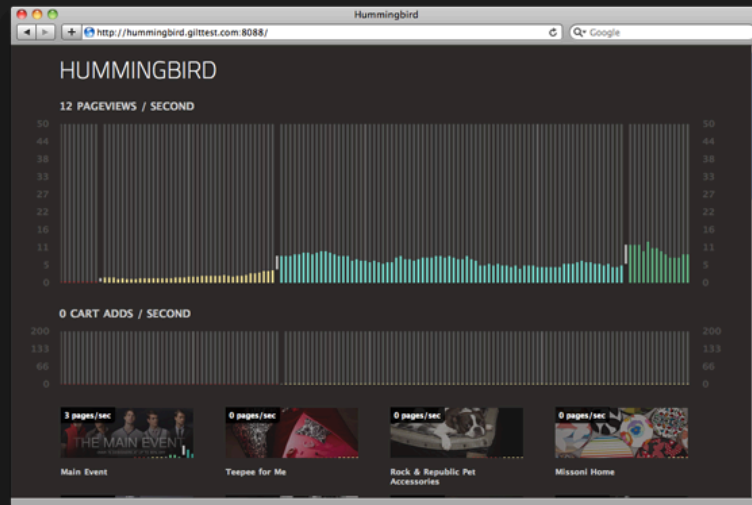 Hummingbird
http://hummingbird.gilttest.com:8088/
Google
HUMMINGBIRD
12 PAGEVIEWS / SECOND
50 50
44 44
38 38
33 33
27 27
22 22
16 16
11 11
5 5
0 0
0 CART ADDS / SECOND
200 200
133 133
66 66
0 0
3 pages/sec 0 pages/sec 0 pages/sec 0 pages/sec
THE MAIN EVENT
Main Event Teepee for Me Rock & Republic Pet Missoni Home
Accessories